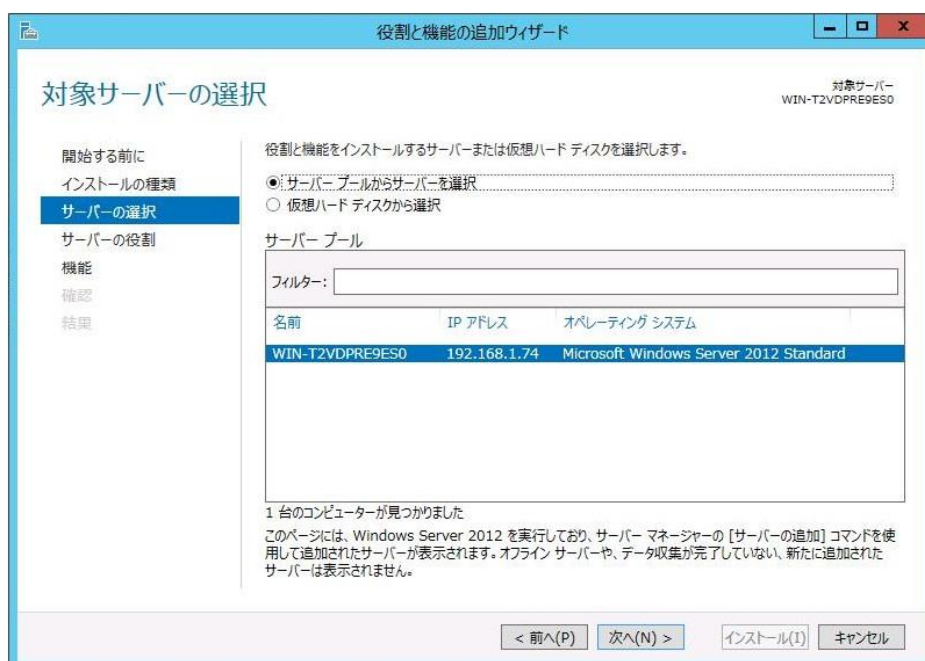 役割と機能の追加ウィザード
対象サーバーの選択
対象サーバー
WIN-T2VDPRE9ES0
開始する前に
インストールの種類
サーバーの選択
サーバーの役割
機能
確認
結果
役割と機能をインストールするサーバーまたは仮想ハード ディスクを選択します。
サーバー プールからサーバーを選択
仮想ハード ディスクから選択
サーバー プール
フィルター:
名前 IP アドレス オペレーティング システム
WIN-T2VDPRE9ES0 192.168.1.74 Microsoft Windows Server 2012 Standard
1 台のコンピューターが見つかりました
このページには、Windows Server 2012 を実行しており、サーバー マネージャーの [サーバーの追加] コマンドを使
用して追加されたサーバーが表示されます。オフライン サーバーや、データ収集が完了していない、新たに追加された
サーバーは表示されません。
< 前へ(P) 次へ(N) > インストール(I) キャンセル